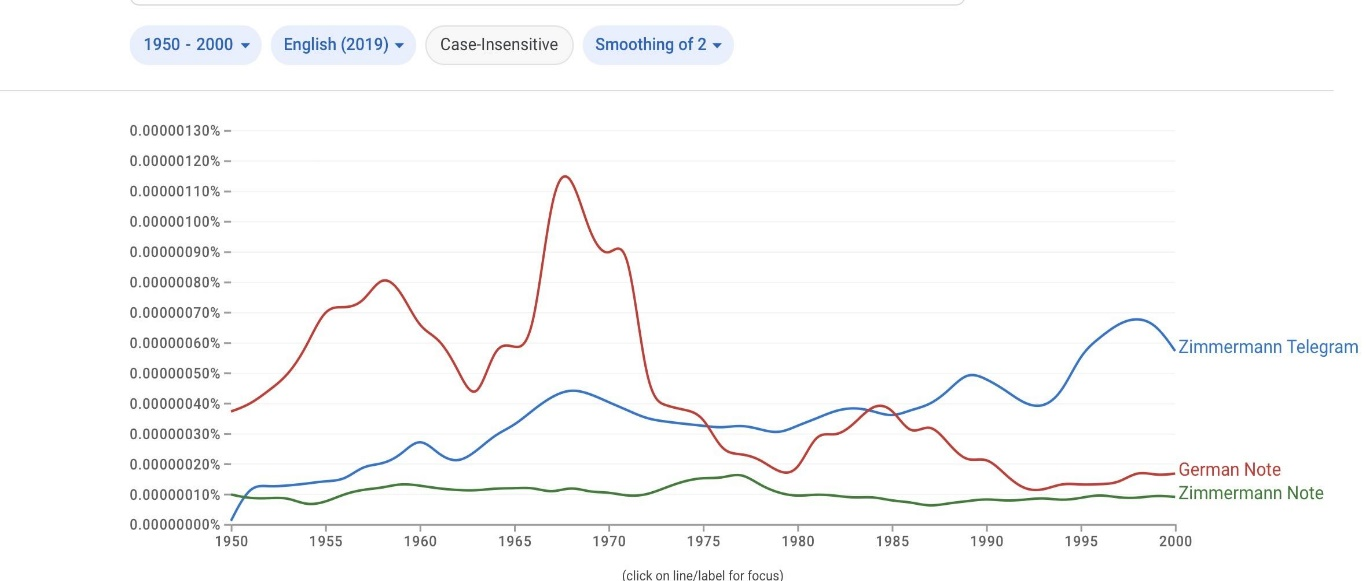 1950 - 2000 English (2019) Case-Insensitive Smoothing of 2
0.00000130%
0.00000120%
0.00000110%
0.00000100%
0.00000090%
0.00000080%
0.00000070%
0.00000060%
0.00000050%
0.00000040%
0.00000030%
0.00000020%
0.00000010%
0.00000000%
Zimmermann Telegram
German Note
Zimmermann Note
1950 1955 1960 1965 1970 1975 1980 1985 1990 1995 2000
(click on line/label for focus)